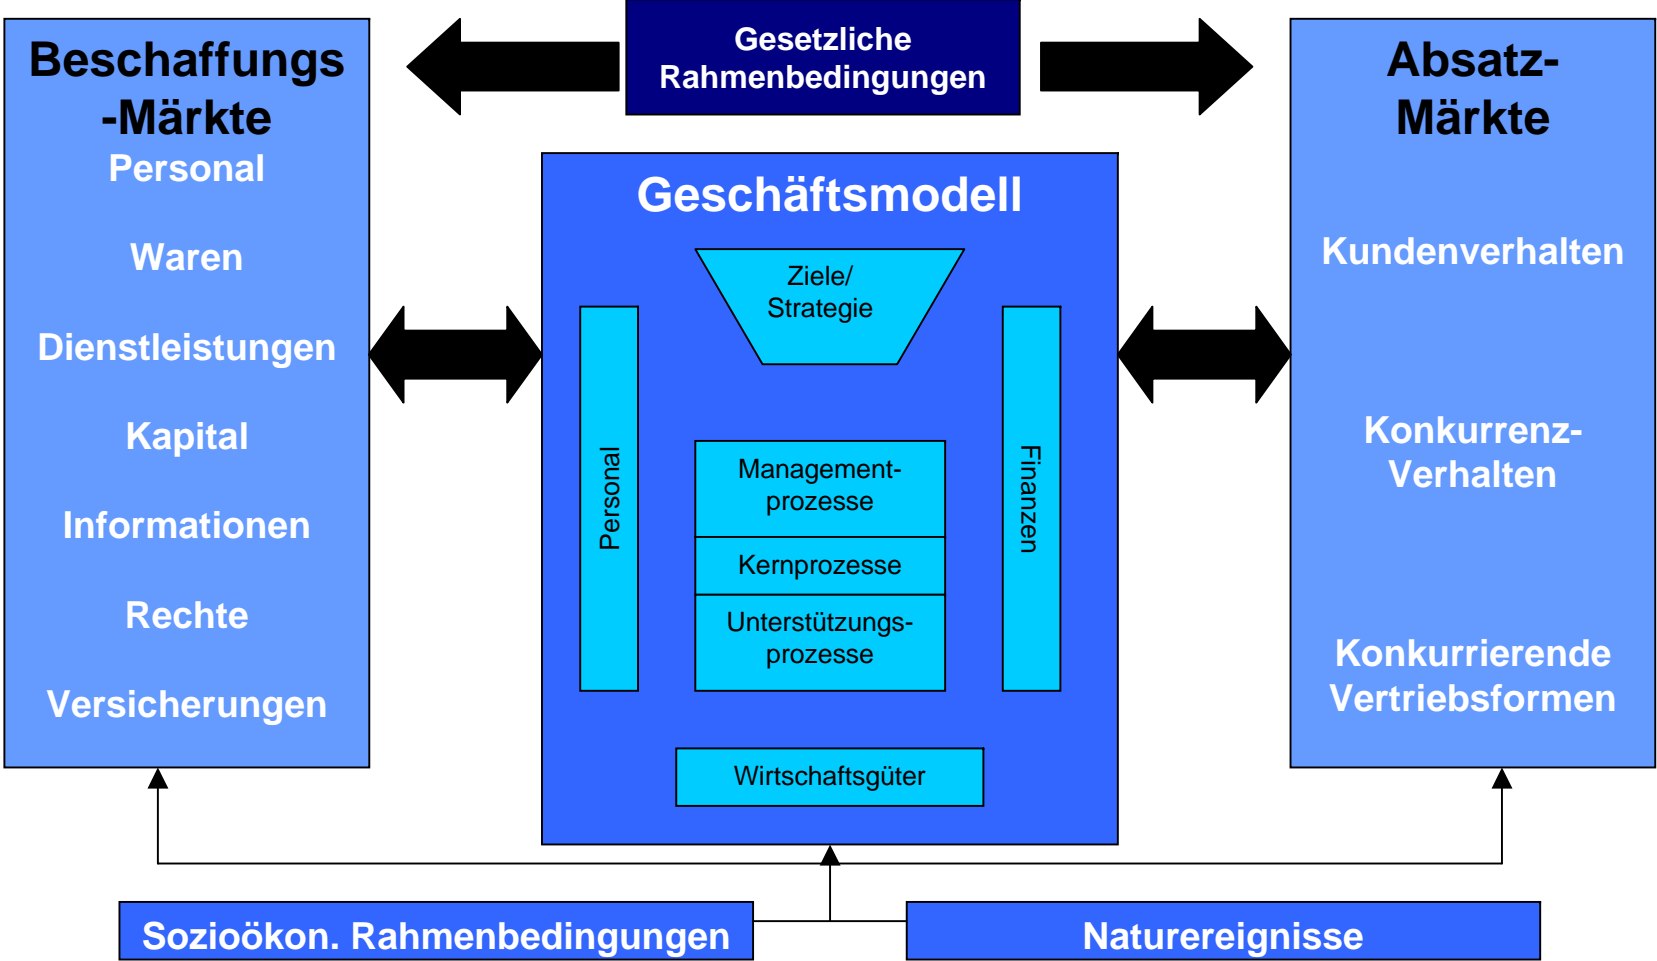 Gesetzliche
Rahmenbedingungen
Beschaffungs
-Märkte
Personal
Waren
Dienstleistungen
Kapital
Informationen
Rechte
Versicherungen
Geschäftsmodell
Ziele/
Strategie
Personal
Management-
prozesse
Kernprozesse
Unterstützungs-
prozesse
Finanzen
Wirtschaftsgüter
Absatz-
Märkte
Kundenverhalten
Konkurrenz-
Verhalten
Konkurrierende
Vertriebsformen
Sozioökon. Rahmenbedingungen
Naturereignisse